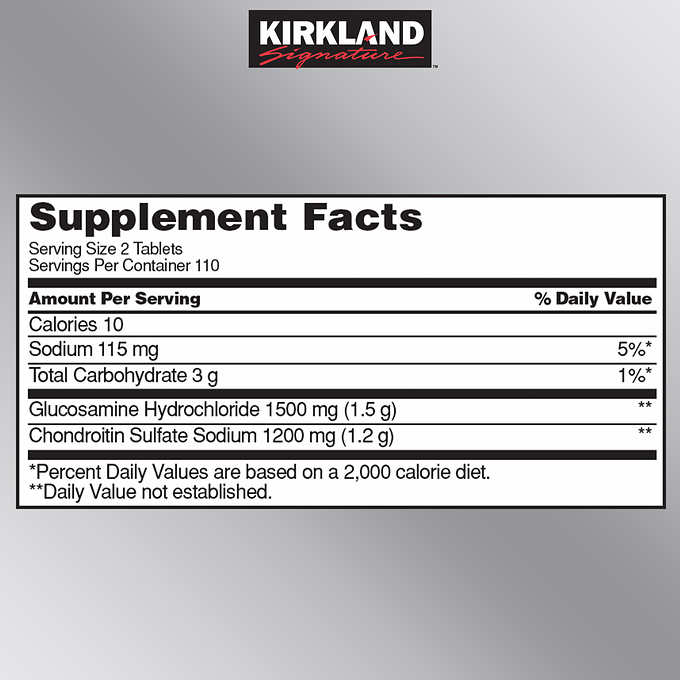 KIRKLAND
Signature™
Supplement Facts
Serving Size 2 Tablets
Servings Per Container 110
Amount Per Serving % Daily Value
Calories 10
Sodium 115 mg 5%*
Total Carbohydrate 3 g 1%*
Glucosamine Hydrochloride 1500 mg (1.5 g) **
Chondroitin Sulfate Sodium 1200 mg (1.2 g) **
*Percent Daily Values are based on a 2,000 calorie diet.
**Daily Value not established.